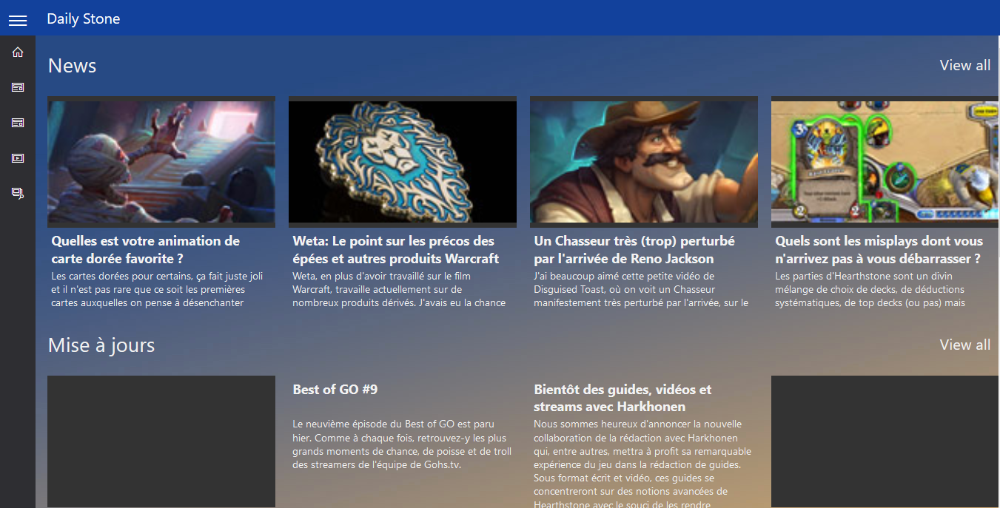 Daily Stone
News
View all
Quelles est votre animation de
carte dorée favorite ?
Les cartes dorées pour certains, ça fait juste joli
et il n'est pas rare que ce soit les premières
cartes auxquelles on pense à désenchanter
Weta: Le point sur les précos des
épées et autres produits Warcraft
Weta, en plus d'avoir travaillé sur le film
Warcraft, travaille actuellement sur de
nombreux produits dérivés. J'avais eu la chance
Un Chasseur très (trop) perturbé
par l'arrivée de Reno Jackson
J'ai beaucoup aimé cette petite vidéo de
Disguised Toast, où on voit un Chasseur
manifestement très perturbé par l'arrivée, sur le
3
2
2
Quels sont les misplays dont vous
n'arrivez pas à vous débarrasser ?
Les parties d'Hearthstone sont un divin
mélange de choix de decks, de déductions
systématiques, de top decks (ou pas) mais
Mise à jours
View all
Best of GO #9
Le neuvième épisode du Best of GO est paru
hier. Comme à chaque fois, retrouvez-y les plus
grands moments de chance, de poisse et de troll
des streamers de l'équipe de Gohs.tv.
Bientôt des guides, vidéos et
streams avec Harkhonen
Nous sommes heureux d'annoncer la nouvelle
collaboration de la rédaction avec Harkhonen
qui, entre autres, mettra à profit sa remarquable
expérience du jeu dans la rédaction de guides.
Sous format écrit et vidéo, ces guides se
concentreront sur des notions avancées de
Hearthstone avec le souci de les rendre